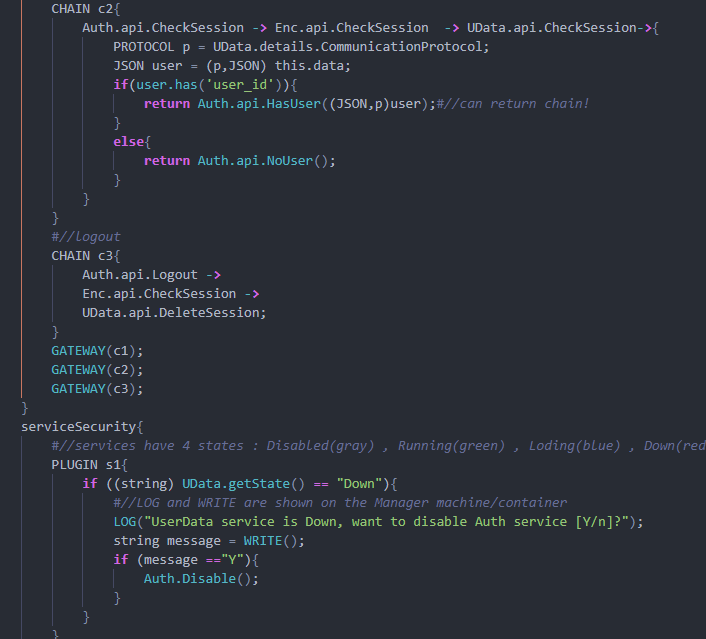 CHAIN c2{
Auth.api.CheckSession -> Enc.api.CheckSession -> UData.api.CheckSession->{
PROTOCOL p = UData.details.CommunicationProtocol;
JSON user = (p,JSON) this.data;
if(user.has('user_id')){
return Auth.api.HasUser((JSON,p)user);#//can return chain!
}
else{
return Auth.api.NoUser();
}
}
}
#//logout
CHAIN c3{
Auth.api.Logout ->
Enc.api.CheckSession ->
UData.api.DeleteSession;
}
GATEWAY(c1);
GATEWAY(c2);
GATEWAY(c3);
}
serviceSecurity{
#//services have 4 states : Disabled(gray) , Running(green) , Loding(blue) , Down(red
PLUGIN s1{
if ((string) UData.getState() == "Down"){
#//LOG and WRITE are shown on the Manager machine/container
LOG("UserData service is Down, want to disable Auth service [Y/n]?");
string message = WRITE();
if (message =="Y"){
Auth.Disable();
}
}
}